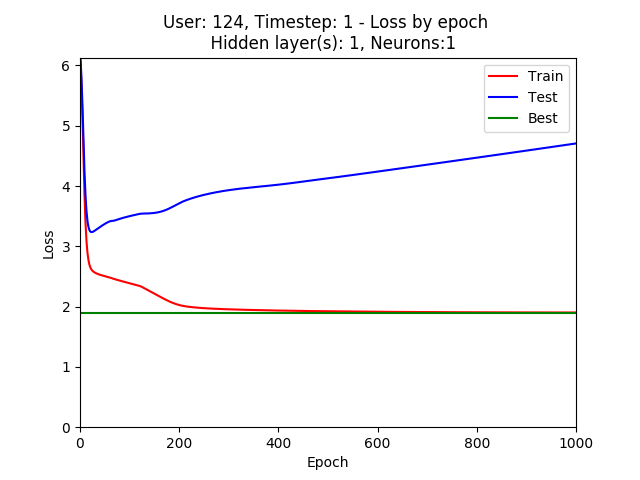 User: 124, Timestep: 1 - Loss by epoch
Hidden layer(s): 1, Neurons:1
Train
Test
Best
6
5
4
3
2
1
0
Loss
0 200 400 600 800 1000
Epoch